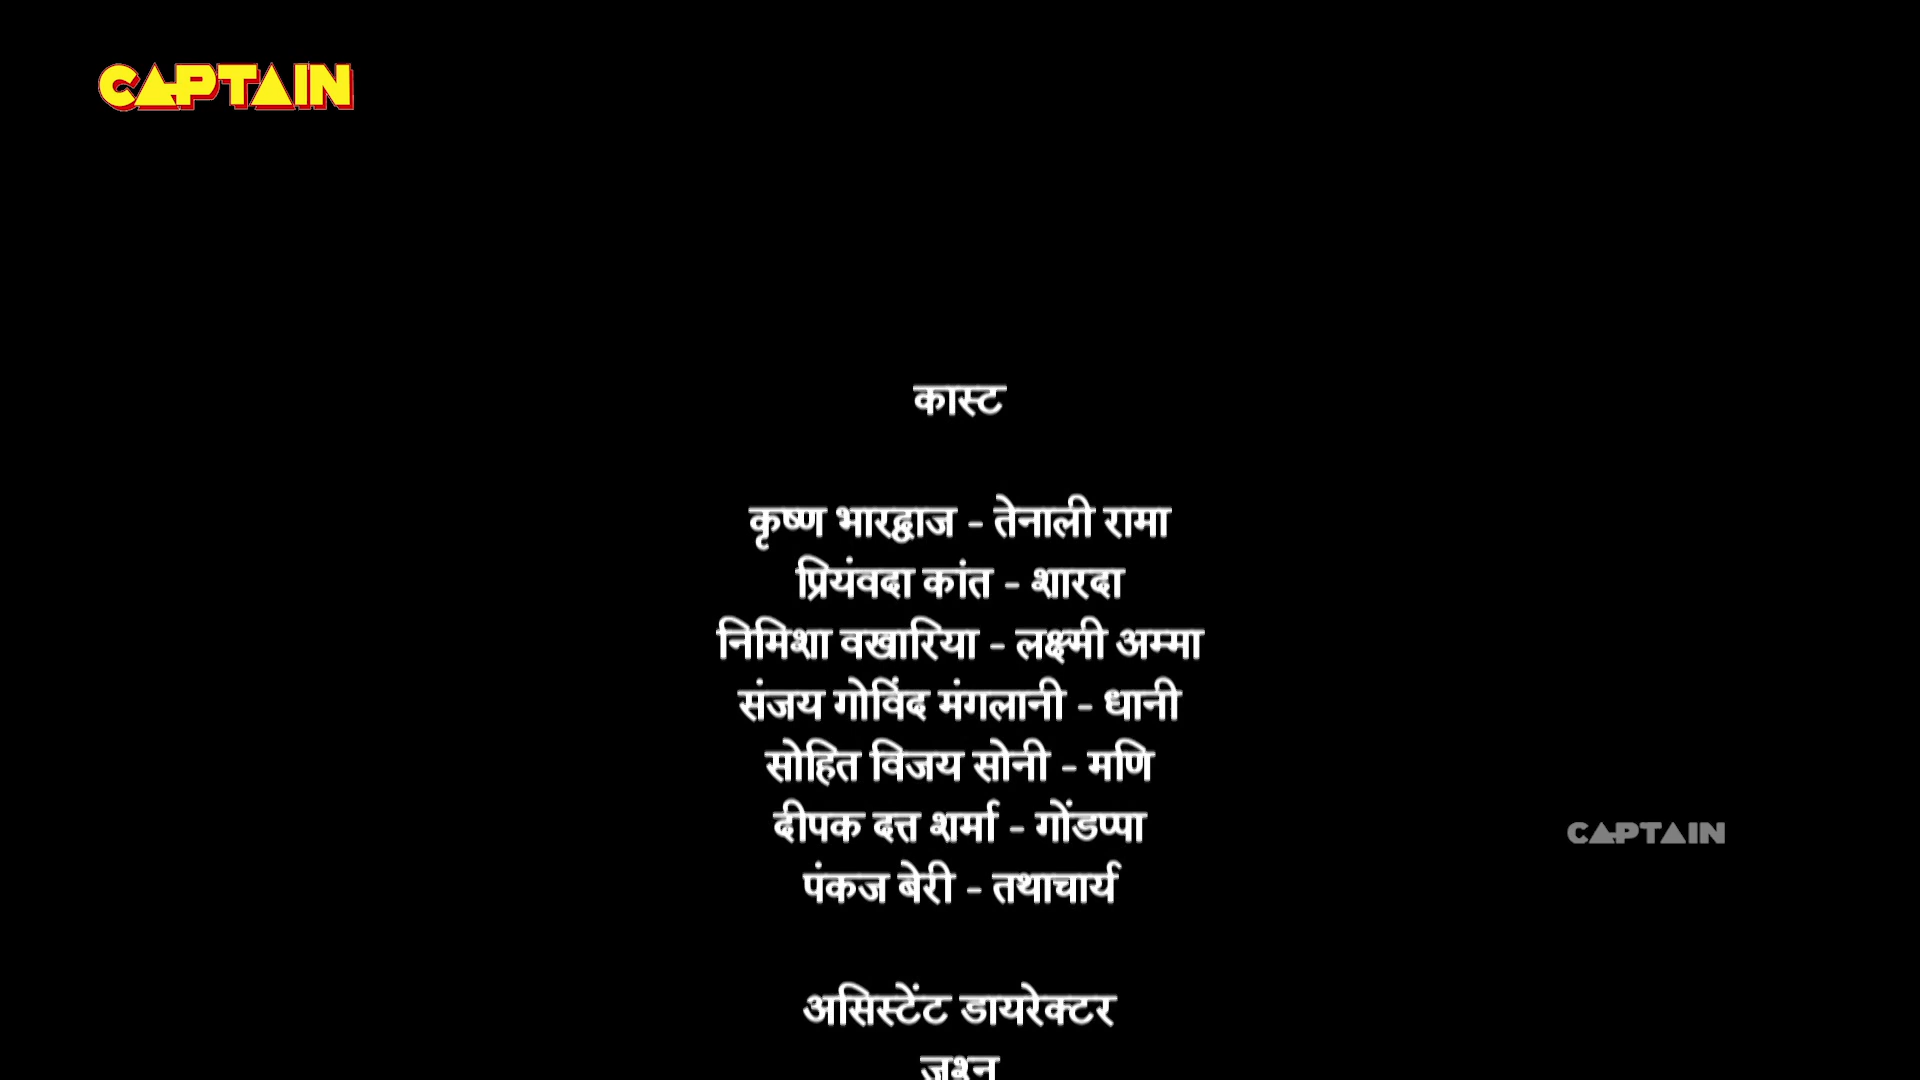 CAPTAIN
कास्ट
कृष्ण भारद्वाज - तेनाली रामा
प्रियंवदा कांत - शारदा
निमिशा वखारिया - लक्ष्मी अम्मा
संजय गोविंद मंगलानी - धानी
सोहित विजय सोनी - मणि
दीपक दत्त शर्मा - गोंडप्पा
CAPTAIN
पंकज बेरी - तथाचार्य
असिस्टेंट डायरेक्टर
जश्न